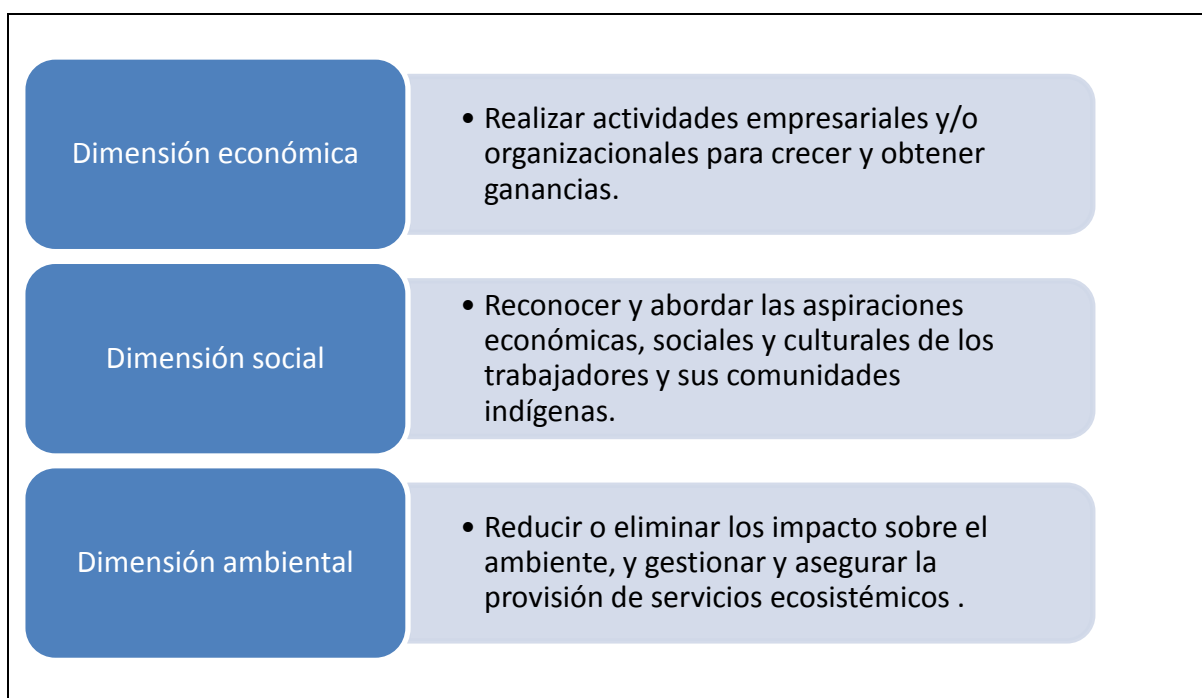 Dimensión económica
• Realizar actividades empresariales y/o
organizacionales para crecer y obtener
ganancias.
Dimensión social
• Reconocer y abordar las aspiraciones
económicas, sociales y culturales de los
trabajadores y sus comunidades
indígenas.
Dimensión ambiental
• Reducir o eliminar los impacto sobre el
ambiente, y gestionar y asegurar la
provisión de servicios ecosistémicos .